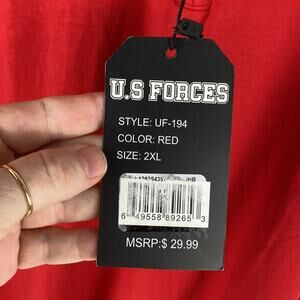 U.S FORCES
STYLE: UF-194
COLOR: RED
SIZE: 2XL
6 49558 89265 3
MSRP:$ 29.99